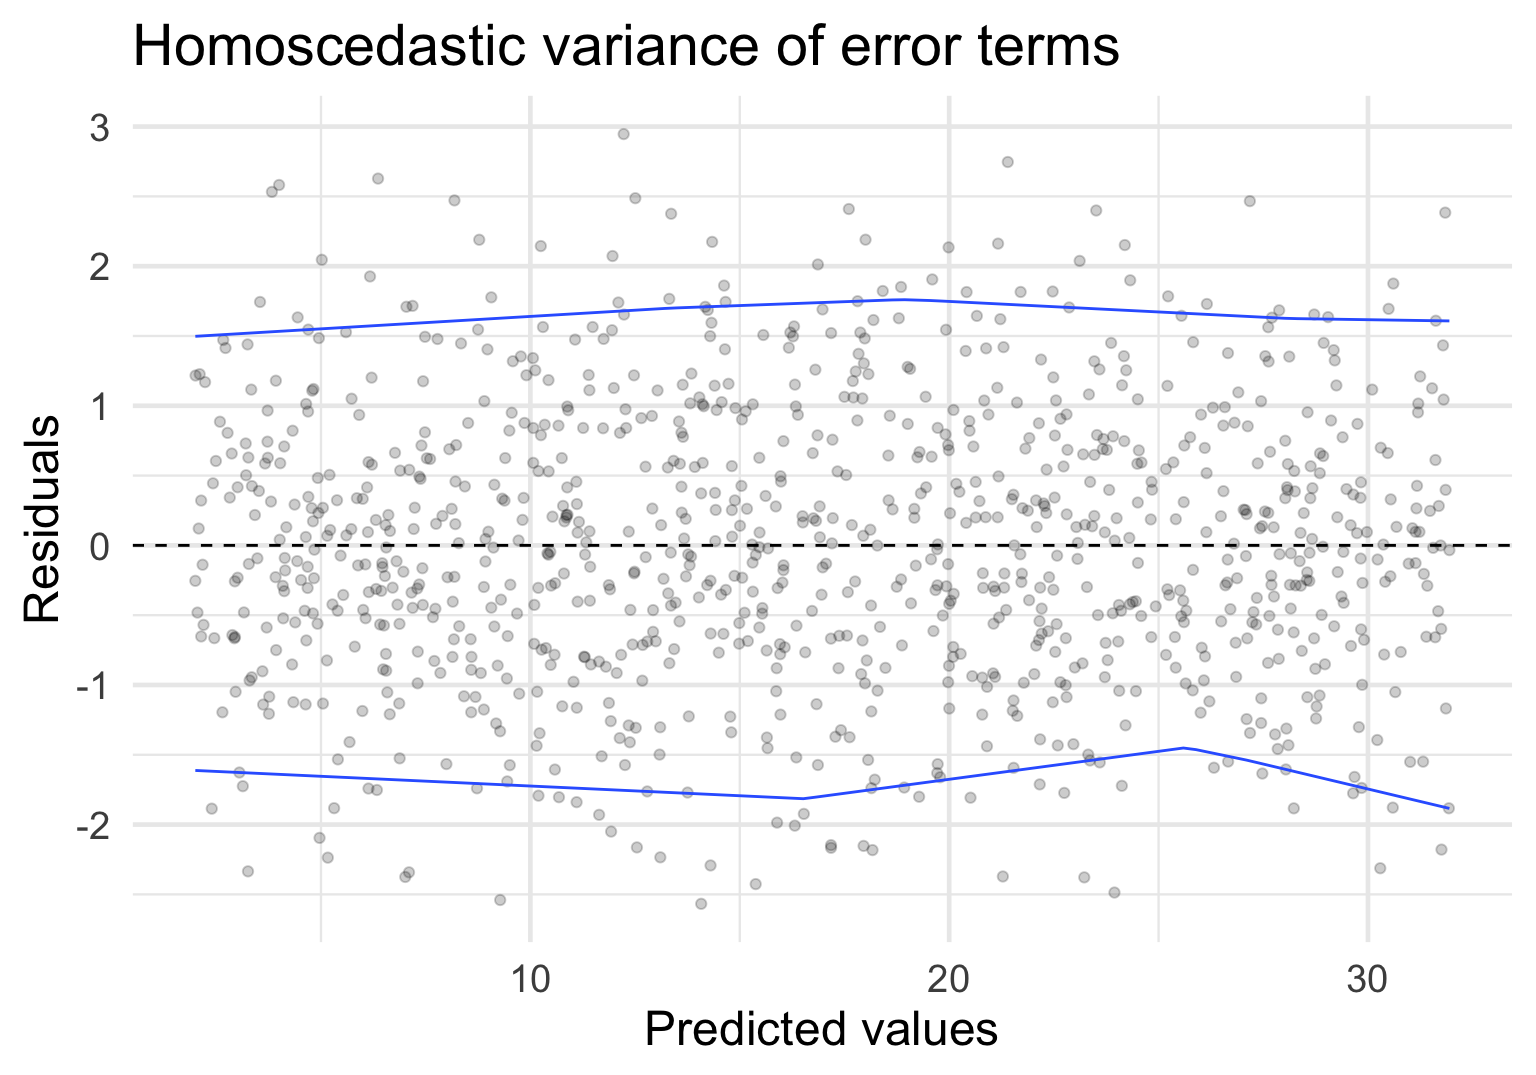 Homoscedastic variance of error terms
3
2
1
0
-1
-2
Residuals
10 20 30
Predicted values